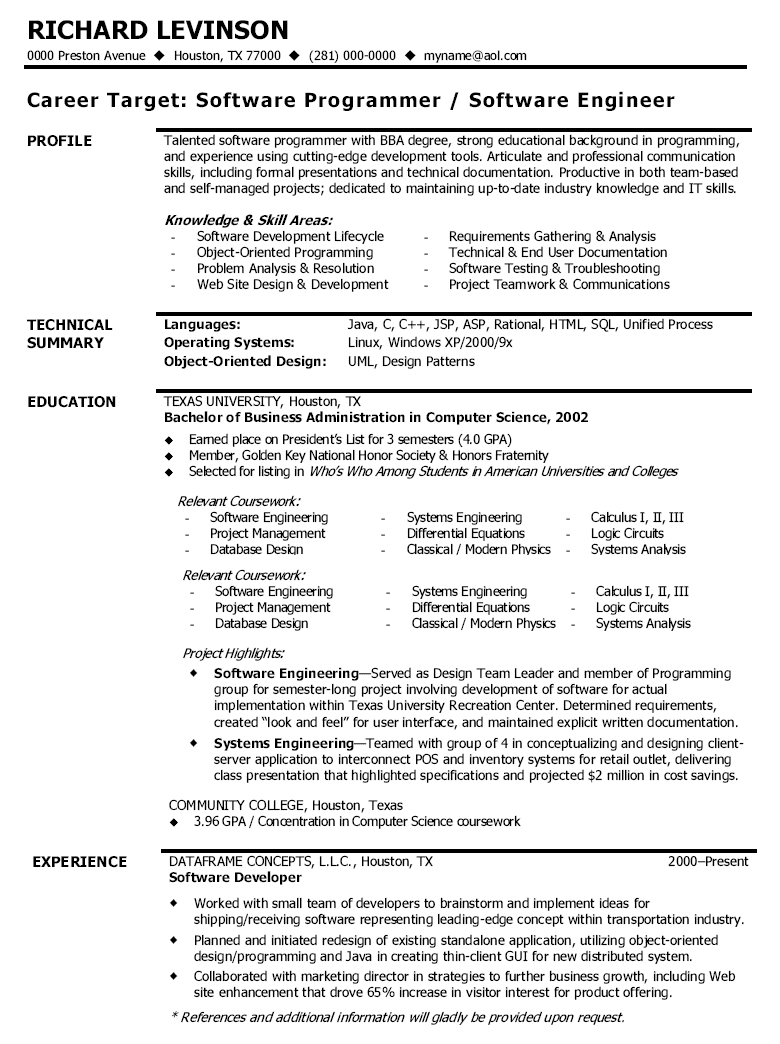 RICHARD LEVINSON
0000 Preston Avenue ◆ Houston, TX 77000 ◆ (281) 000-0000 ◆ myname@aol.com
Career Target: Software Programmer / Software Engineer
PROFILE
Talented software programmer with BBA degree, strong educational background in programming,
and experience using cutting-edge development tools. Articulate and professional communication
skills, including formal presentations and technical documentation. Productive in both team-based
and self-managed projects; dedicated to maintaining up-to-date industry knowledge and IT skills.
Knowledge & Skill Areas:
- Software Development Lifecycle - Requirements Gathering & Analysis
- Object-Oriented Programming - Technical & End User Documentation
- Problem Analysis & Resolution - Software Testing & Troubleshooting
- Web Site Design & Development - Project Teamwork & Communications
TECHNICAL
SUMMARY
Languages: Java, C, C++, JSP, ASP, Rational, HTML, SQL, Unified Process
Operating Systems: Linux, Windows XP/2000/9x
Object-Oriented Design: UML, Design Patterns
EDUCATION
TEXAS UNIVERSITY, Houston, TX
Bachelor of Business Administration in Computer Science, 2002
◆ Earned place on President's List for 3 semesters (4.0 GPA)
◆ Member, Golden Key National Honor Society & Honors Fraternity
◆ Selected for listing in Who's Who Among Students in American Universities and Colleges
Relevant Coursework:
- Software Engineering - Systems Engineering - Calculus I, II, III
- Project Management - Differential Equations - Logic Circuits
- Database Design - Classical / Modern Physics - Systems Analysis
Relevant Coursework:
- Software Engineering - Systems Engineering - Calculus I, II, III
- Project Management - Differential Equations - Logic Circuits
- Database Design - Classical / Modern Physics - Systems Analysis
Project Highlights:
◆ Software Engineering—Served as Design Team Leader and member of Programming
group for semester-long project involving development of software for actual
implementation within Texas University Recreation Center. Determined requirements,
created “look and feel” for user interface, and maintained explicit written documentation.
◆ Systems Engineering—Teamed with group of 4 in conceptualizing and designing client-
server application to interconnect POS and inventory systems for retail outlet, delivering
class presentation that highlighted specifications and projected $2 million in cost savings.
COMMUNITY COLLEGE, Houston, Texas
◆ 3.96 GPA / Concentration in Computer Science coursework
EXPERIENCE
DATAFRAME CONCEPTS, L.L.C., Houston, TX 2000–Present
Software Developer
◆ Worked with small team of developers to brainstorm and implement ideas for
shipping/receiving software representing leading-edge concept within transportation industry.
◆ Planned and initiated redesign of existing standalone application, utilizing object-oriented
design/programming and Java in creating thin-client GUI for new distributed system.
◆ Collaborated with marketing director in strategies to further business growth, including Web
site enhancement that drove 65% increase in visitor interest for product offering.
* References and additional information will gladly be provided upon request.